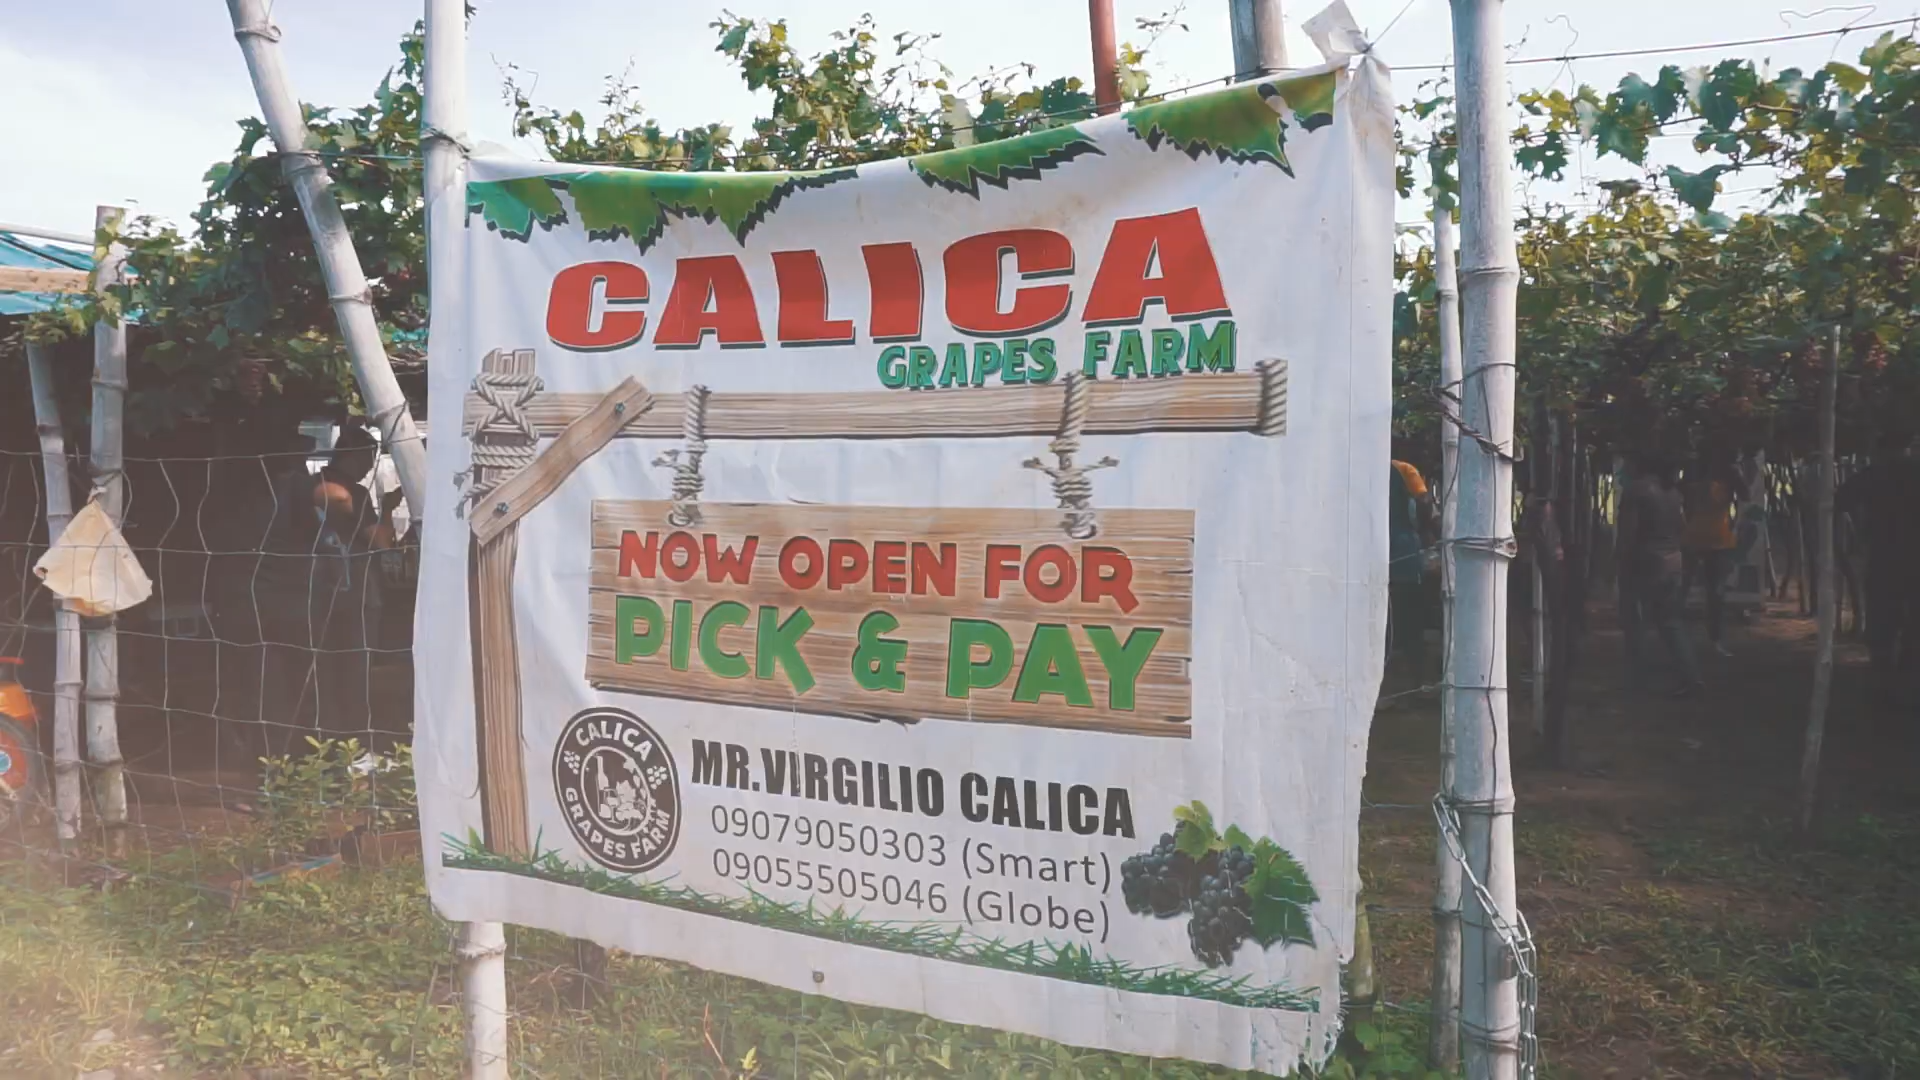 CALICA
GRAPES FARM
NOW OPEN FOR
PICK & PAY
CALICA
GRAPES FARM
MR.VIRGILIO CALICA
09079050303 (Smart)
09055505046 (Globe)